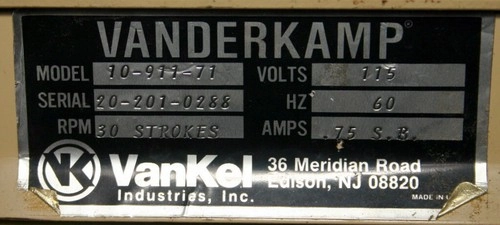 VANDERKAMP®
MODEL 10-911-71 VOLTS 115
SERIAL 20-201-0288 HZ 60
RPM 30 STROKES AMPS .75 S.B.
VK VanKel 36 Meridian Road
Industries, Inc. Edison, NJ 08820
MADE IN